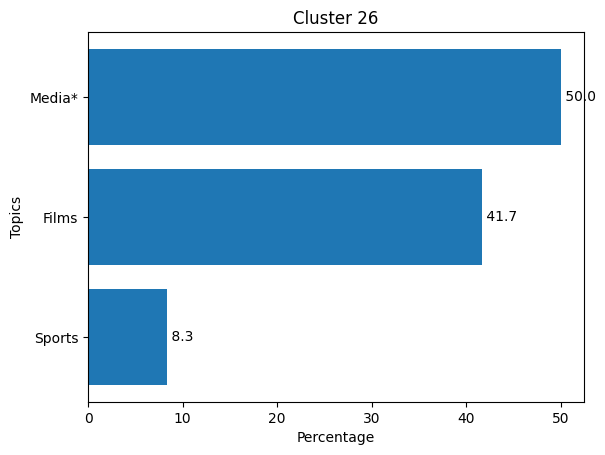 Cluster 26
Topics
Media*
50.0
Films
41.7
Sports
8.3
0 10 20 30 40 50
Percentage